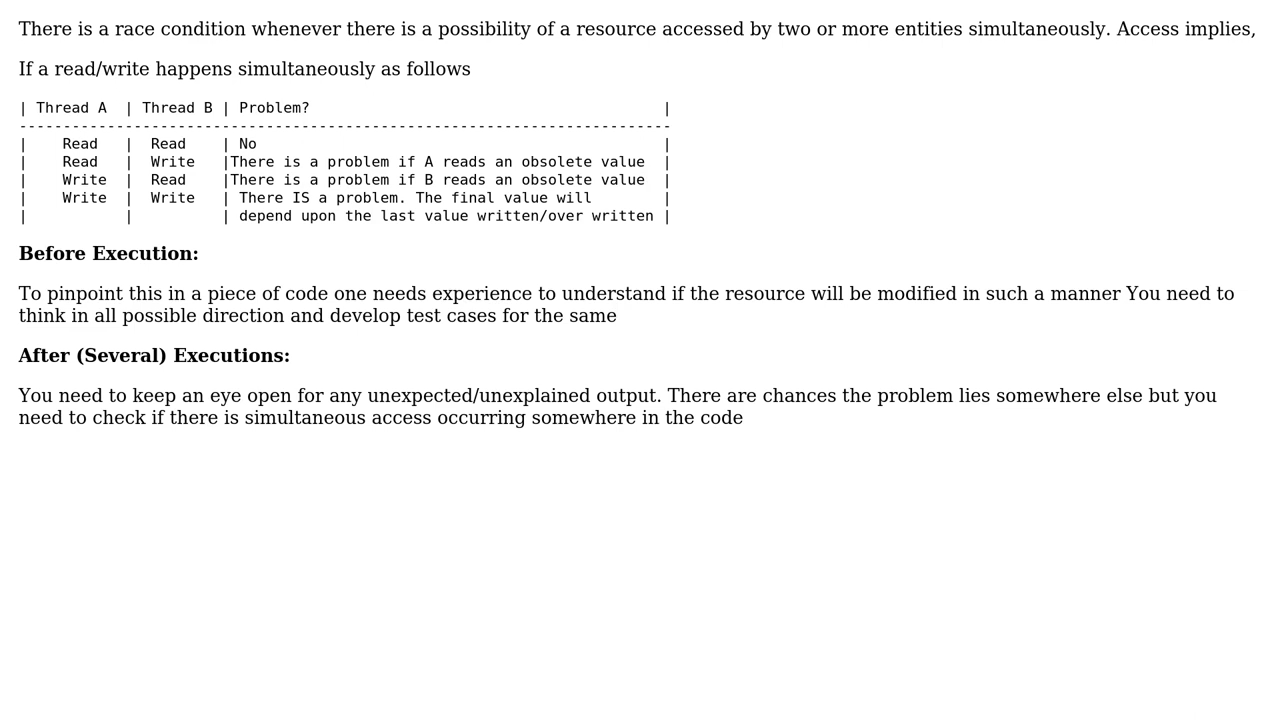 There is a race condition whenever there is a possibility of a resource accessed by two or more entities simultaneously. Access implies,
If a read/write happens simultaneously as follows
| Thread A  | Thread B | Problem?                                        |
--------------------------------------------------------------------------
|    Read   |  Read    | No                                              |
|    Read   |  Write   |There is a problem if A reads an obsolete value  |
|    Write  |  Read    |There is a problem if B reads an obsolete value  |
|    Write  |  Write   | There IS a problem. The final value will        |
|           |          | depend upon the last value written/over written |
Before Execution:
To pinpoint this in a piece of code one needs experience to understand if the resource will be modified in such a manner You need to
think in all possible direction and develop test cases for the same
After (Several) Executions:
You need to keep an eye open for any unexpected/unexplained output. There are chances the problem lies somewhere else but you
need to check if there is simultaneous access occurring somewhere in the code